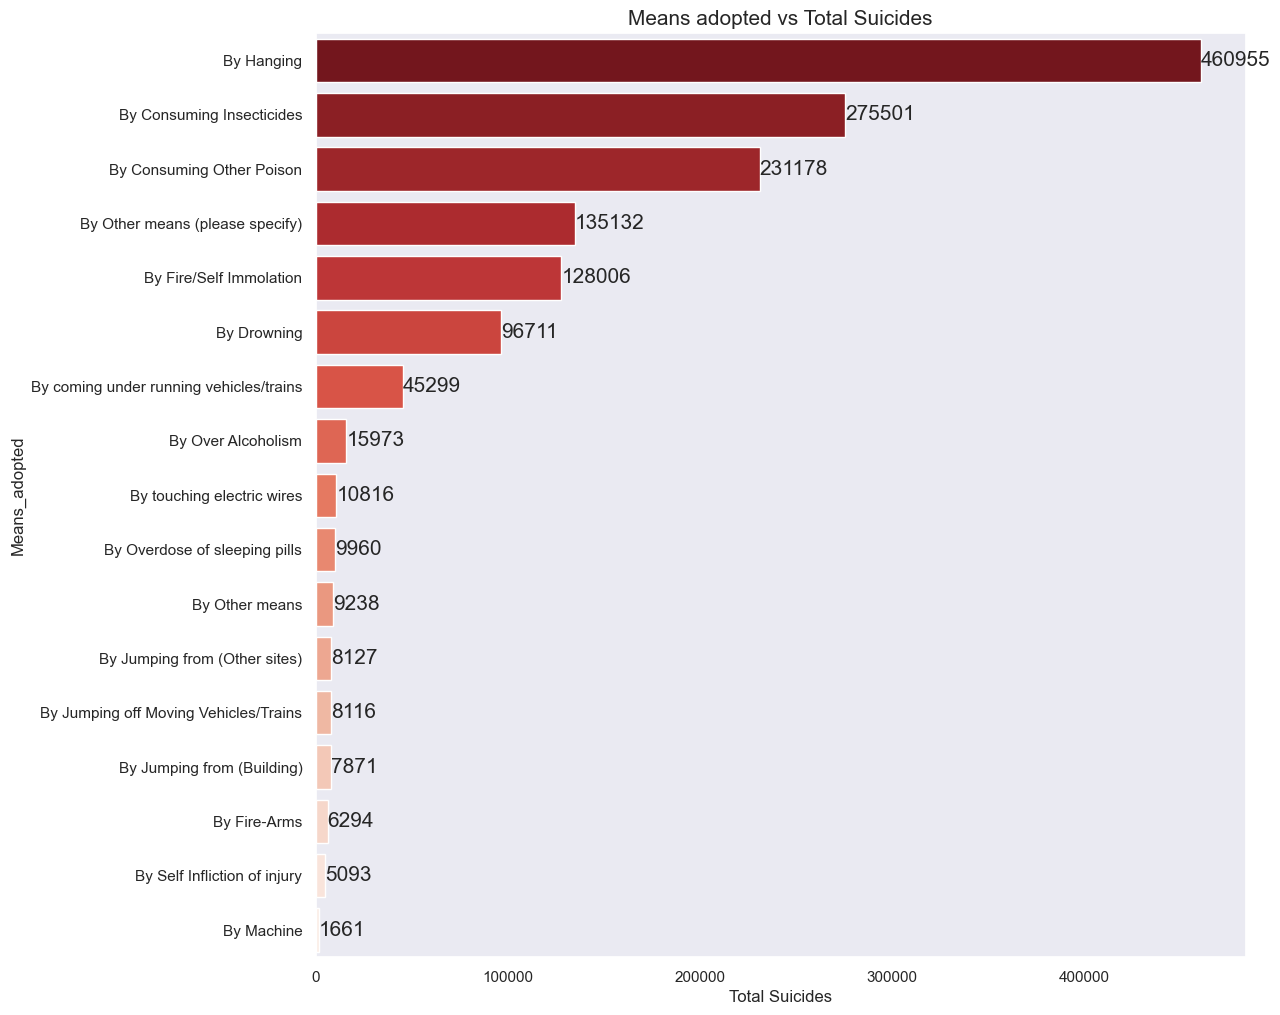 Means adopted vs Total Suicides
By Hanging
460955
By Consuming Insecticides
275501
By Consuming Other Poison
231178
By Other means (please specify)
135132
By Fire/Self Immolation
128006
By Drowning
96711
By coming under running vehicles/trains
45299
By Over Alcoholism
15973
By touching electric wires
10816
By Overdose of sleeping pills
9960
By Other means
9238
By Jumping from (Other sites)
8127
By Jumping off Moving Vehicles/Trains
8116
By Jumping from (Building)
7871
By Fire-Arms
6294
By Self Infliction of injury
5093
By Machine
1661
Means_adopted
0
100000
200000
300000
400000
Total Suicides